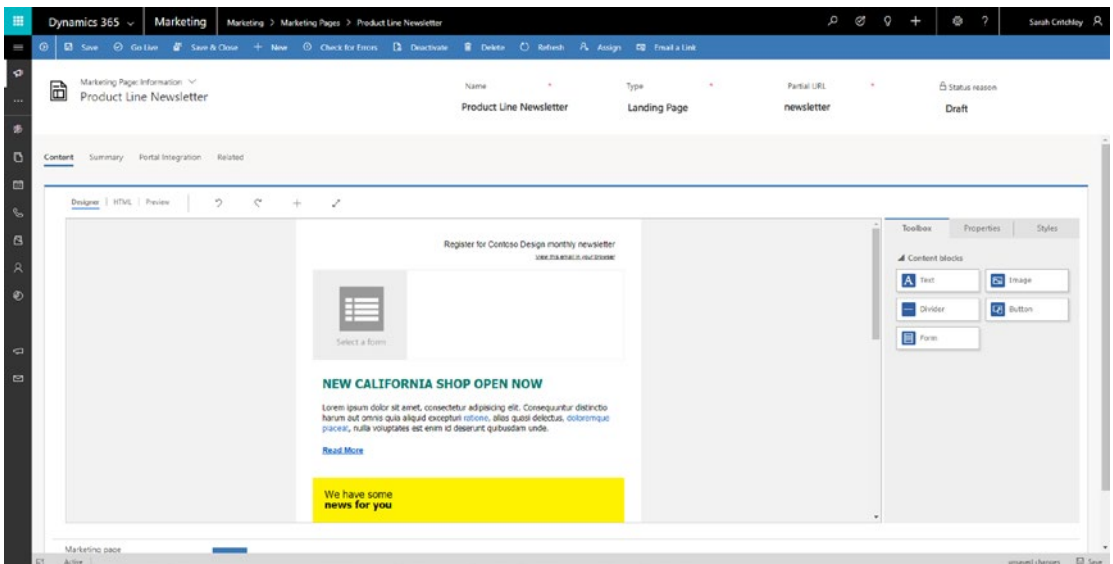 Dynamics 365 Marketing Marketing > Marketing Pages > Product Line Newsletter Sarah Critchley
Save Go Live Save & Close + New Check for Errors Deactivate Delete Refresh Assign Email a Link
Marketing Page: Information
Product Line Newsletter
Name * Type * Partial URL * Status reason
Product Line Newsletter Landing Page newsletter Draft
Content Summary Portal Integration Related
Designer | HTML | Preview
Toolbox Properties Styles
Register for Contoso Design monthly newsletter
View this email in your browser
Content blocks
A Text Image
Divider Button
Form
Select a form
NEW CALIFORNIA SHOP OPEN NOW
Lorem ipsum dolor sit amet, consectetur adipisicing elit. Consequuntur distinctio
harum aut omnis quia aliquid excepturi ratione, alias quasi delectus, doloremque
placeat, nulla voluptates est enim id deserunt quibusdam unde.
Read More
We have some
news for you
Marketing page
Active unsaved changes Save